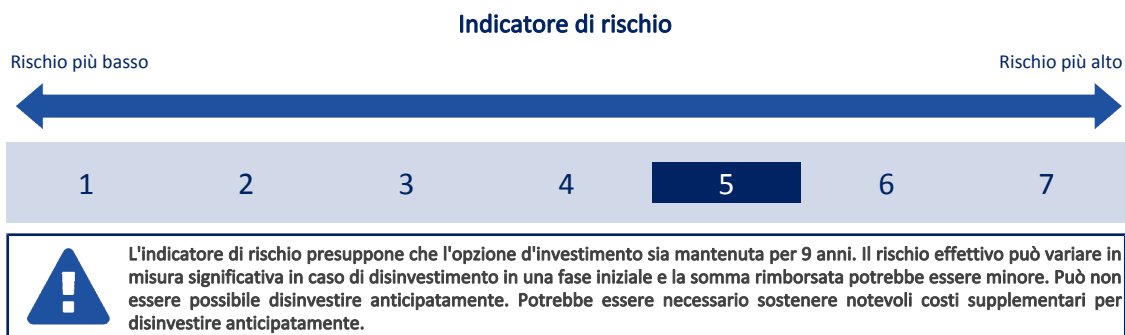 Indicatore di rischio
Rischio più basso
Rischio più alto
1 2 3 4 5 6 7
L'indicatore di rischio presuppone che l'opzione d'investimento sia mantenuta per 9 anni. Il rischio effettivo può variare in
misura significativa in caso di disinvestimento in una fase iniziale e la somma rimborsata potrebbe essere minore. Può non
essere possibile disinvestire anticipatamente. Potrebbe essere necessario sostenere notevoli costi supplementari per
disinvestire anticipatamente.